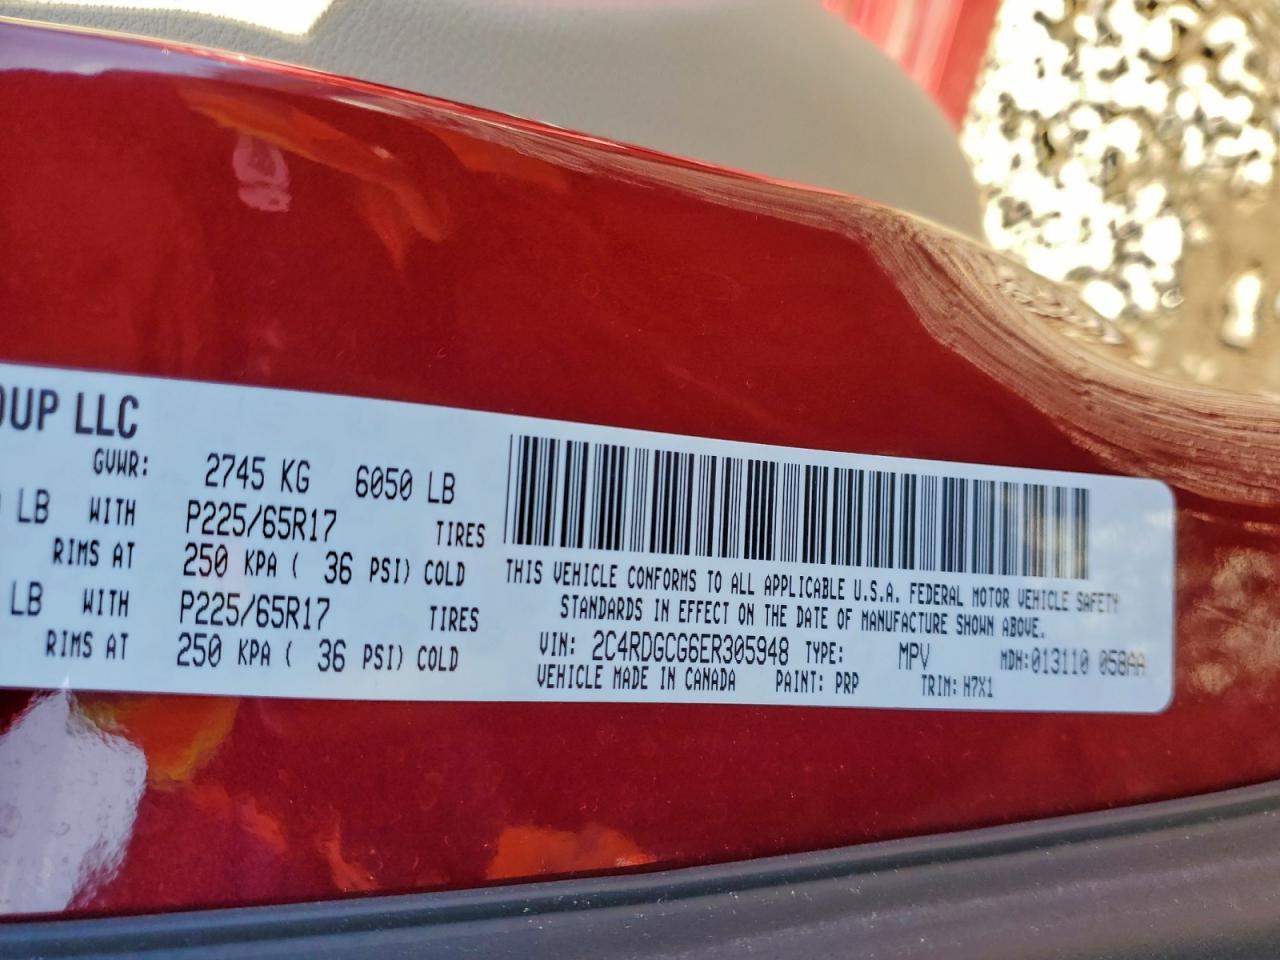 OUP LLC
GVWR: 2745 KG 6050 LB
LB WITH P225/65R17 TIRES
RIMS AT 250 KPA ( 36 PSI) COLD
LB WITH P225/65R17 TIRES
RIMS AT 250 KPA ( 36 PSI) COLD
THIS VEHICLE CONFORMS TO ALL APPLICABLE U.S.A. FEDERAL MOTOR VEHICLE SAFETY
STANDARDS IN EFFECT ON THE DATE OF MANUFACTURE SHOWN ABOVE.
VIN: 2C4RDGCG6ER305948 TYPE: MPV MDH:013110 058AA
VEHICLE MADE IN CANADA PAINT: PRP TRIM: H7X1